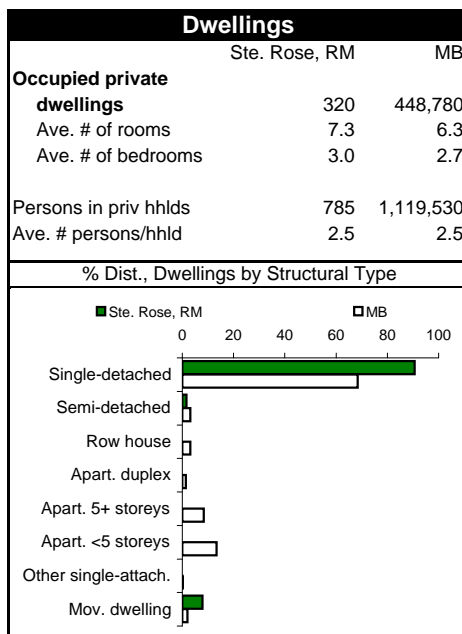 Dwellings
Ste. Rose, RM MB
Occupied private
dwellings 320 448,780
Ave. # of rooms 7.3 6.3
Ave. # of bedrooms 3.0 2.7
Persons in priv hhlds 785 1,119,530
Ave. # persons/hhld 2.5 2.5
% Dist., Dwellings by Structural Type
Ste. Rose, RM MB
0 20 40 60 80 100
Single-detached
Semi-detached
Row house
Apart. duplex
Apart. 5+ storeys
Apart. <5 storeys
Other single-attach.
Mov. dwelling